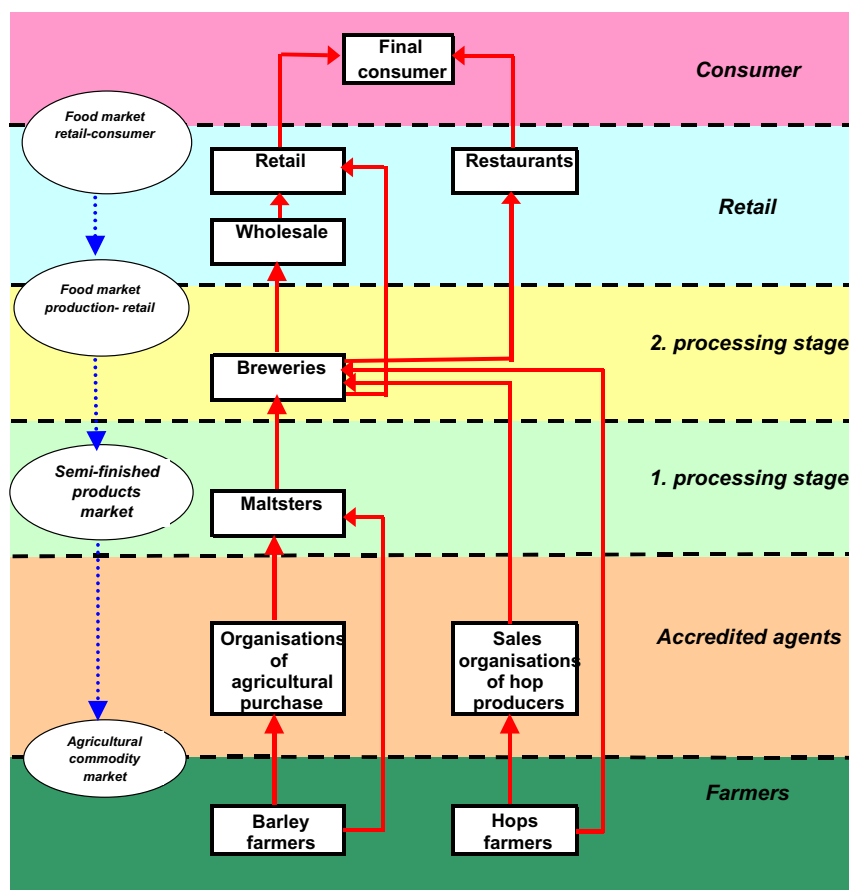 Final
consumer
Consumer
Food market
retail-consumer
Retail
Restaurants
Retail
Wholesale
Food market
production- retail
2. processing stage
Breweries
Semi-finished
products
market
1. processing stage
Maltsters
Organisations
of
agricultural
purchase
Sales
organisations
of hop
producers
Accredited agents
Agricultural
commodity
market
Farmers
Barley
farmers
Hops
farmers